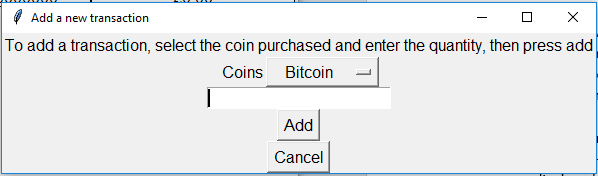 Add a new transaction
To add a transaction, select the coin purchased and enter the quantity, then press add
Coins Bitcoin
Add
Cancel